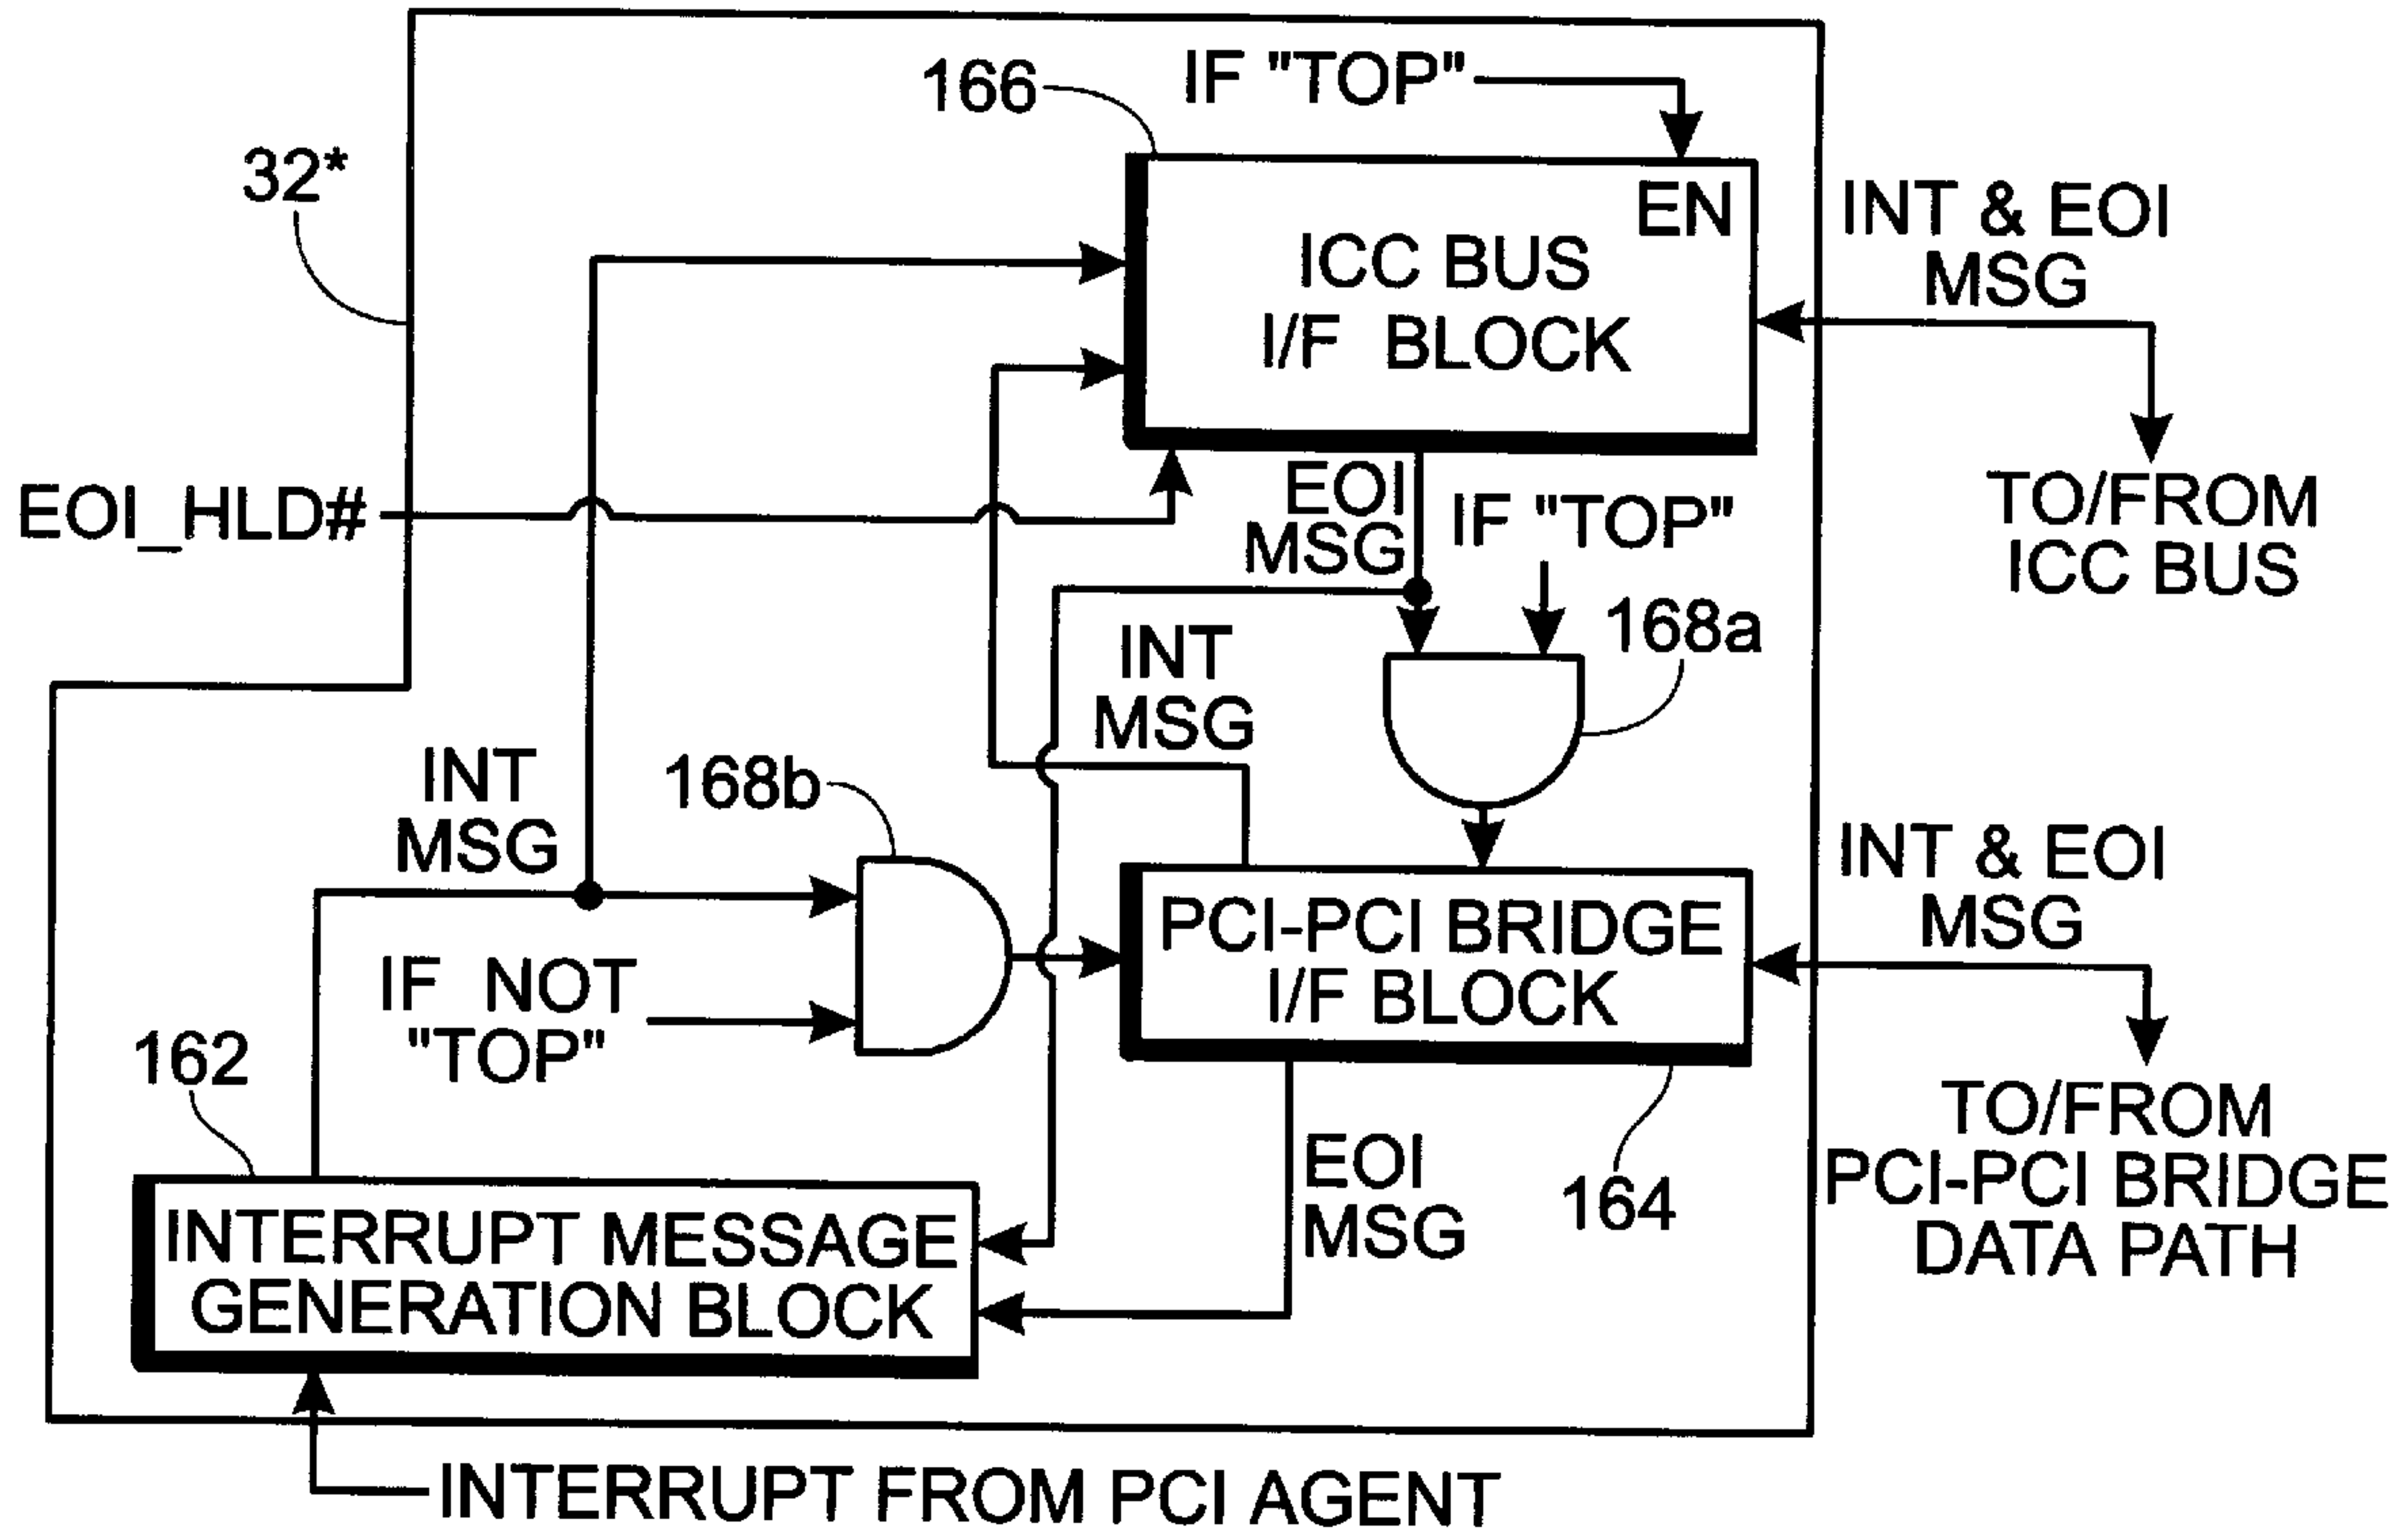 166
IF "TOP"
32*
EN
ICC BUS
I/F BLOCK
INT & EOI
MSG
EOI_HLD#
EOI
MSG
IF "TOP"
TO/FROM
ICC BUS
168a
INT
MSG
INT
MSG
168b
IF NOT
"TOP"
PCI-PCI BRIDGE
I/F BLOCK
INT & EOI
MSG
162
EOI
MSG
164
TO/FROM
PCI-PCI BRIDGE
DATA PATH
INTERRUPT MESSAGE
GENERATION BLOCK
INTERRUPT FROM PCI AGENT